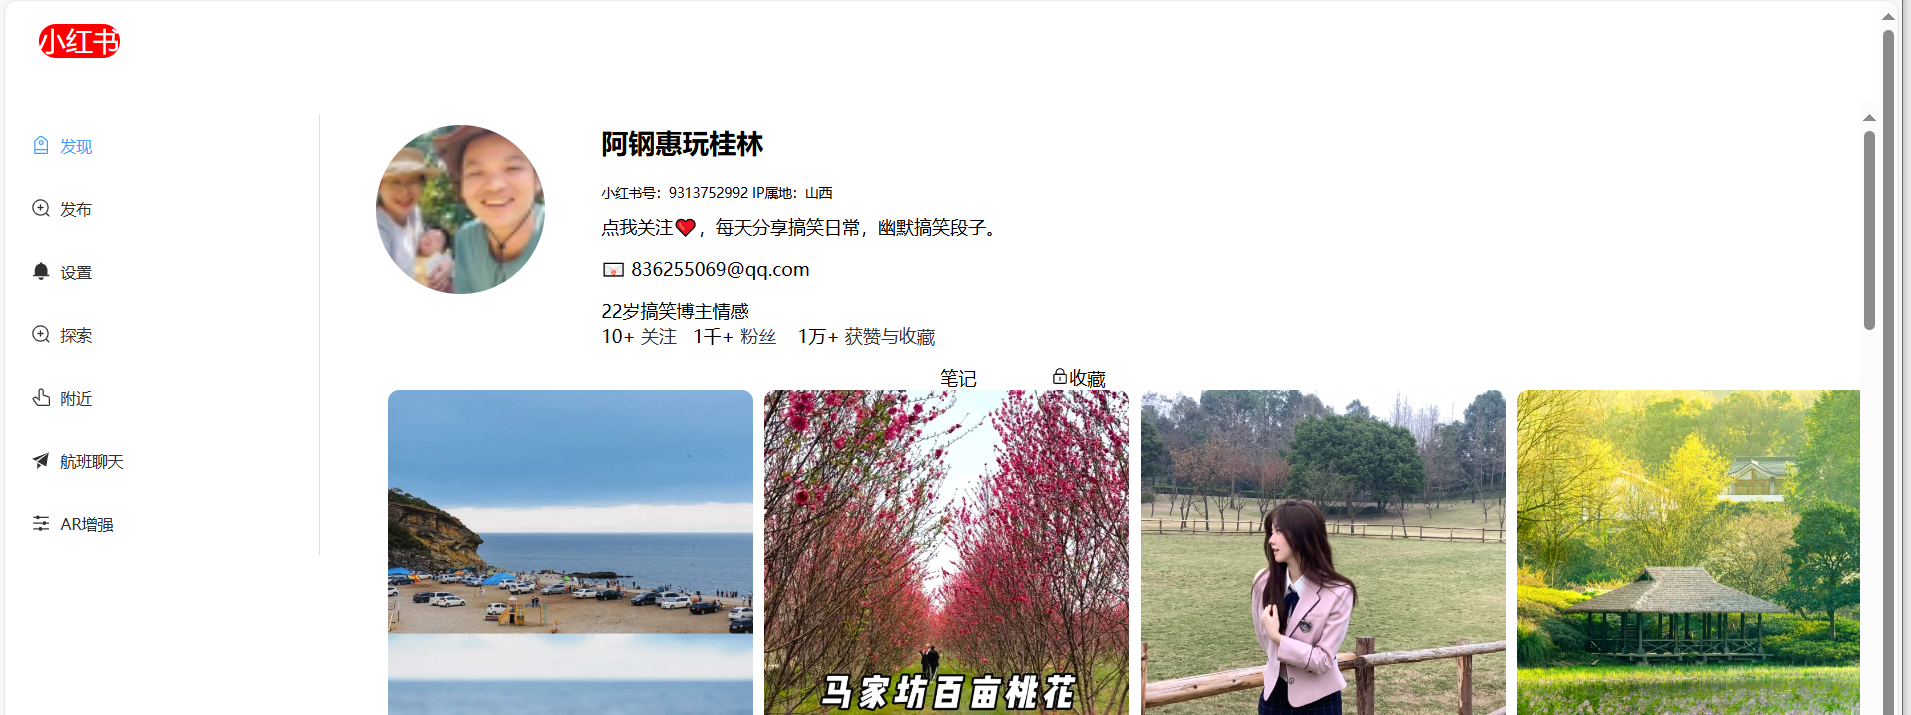 小红书
发现
发布
设置
探索
附近
航班聊天
AR增强
阿钢惠玩桂林
小红书号：9313752992 IP属地：山西
点我关注❤️，每天分享搞笑日常，幽默搞笑段子。
💌 836255069@qq.com
22岁搞笑博主情感
10+ 关注 1千+ 粉丝 1万+ 获赞与收藏
笔记 收藏
马家坊百亩桃花